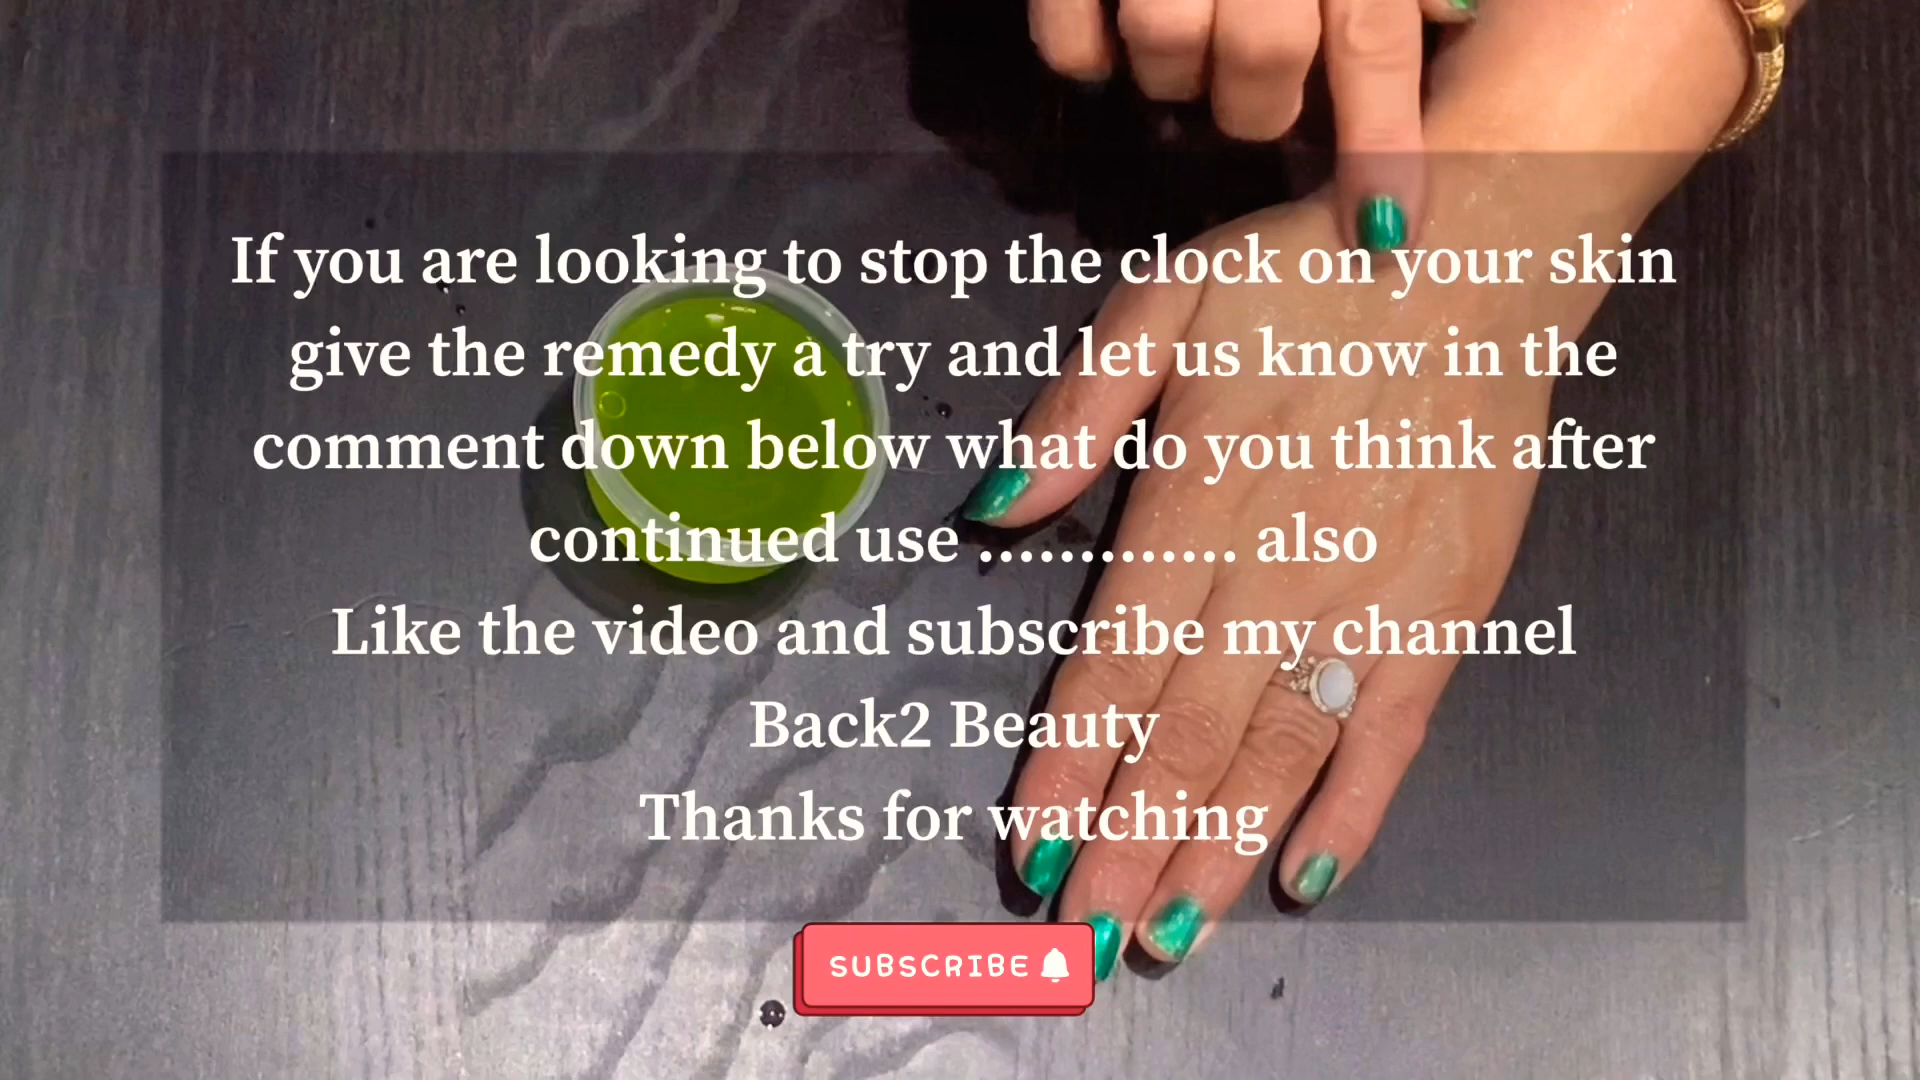 If you are looking to stop the clock on your skin
give the remedy a try and let us know in the
comment down below what do you think after
continued use ............. also
Like the video and subscribe my channel
Back2 Beauty
Thanks for watching
SUBSCRIBE